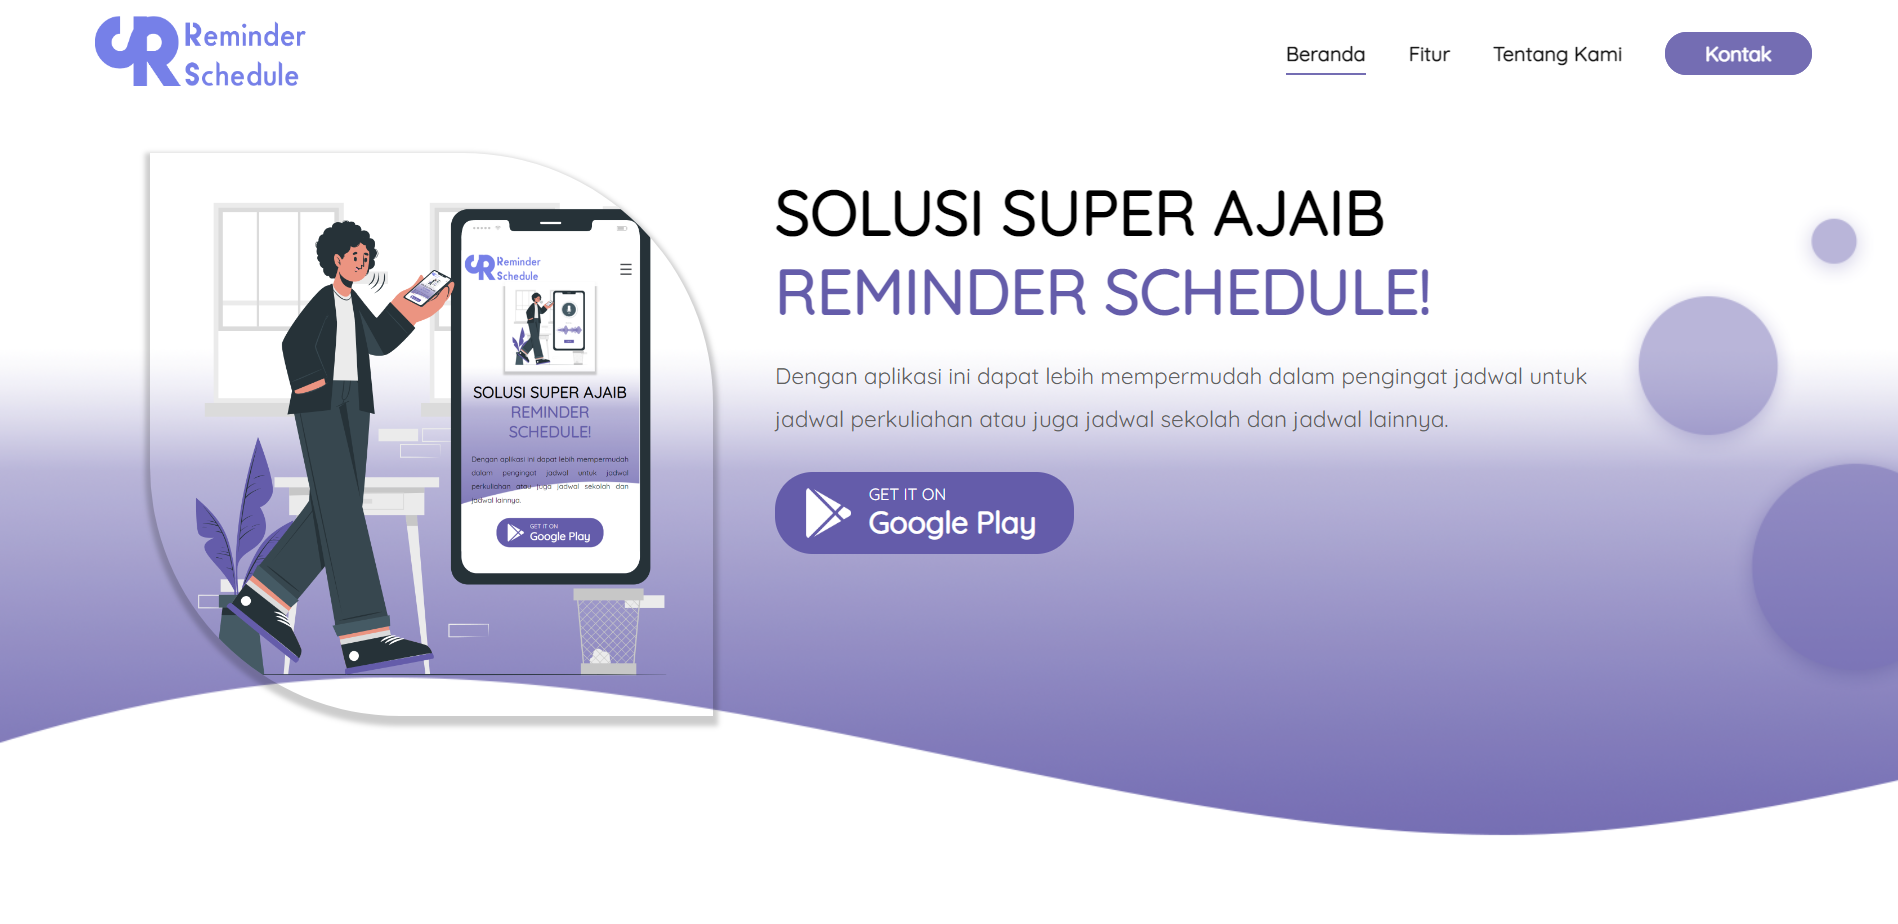 Reminder
Schedule
Beranda
Fitur
Tentang Kami
Kontak
Reminder
Schedule
SOLUSI SUPER AJAIB
REMINDER
SCHEDULE!
Dengan aplikasi ini dapat lebih mempermudah
dalam pengingat jadwal untuk jadwal
perkuliahan atau juga jadwal sekolah dan
jadwal lainnya.
GET IT ON
Google Play
SOLUSI SUPER AJAIB
REMINDER SCHEDULE!
Dengan aplikasi ini dapat lebih mempermudah dalam pengingat jadwal untuk
jadwal perkuliahan atau juga jadwal sekolah dan jadwal lainnya.
GET IT ON
Google Play